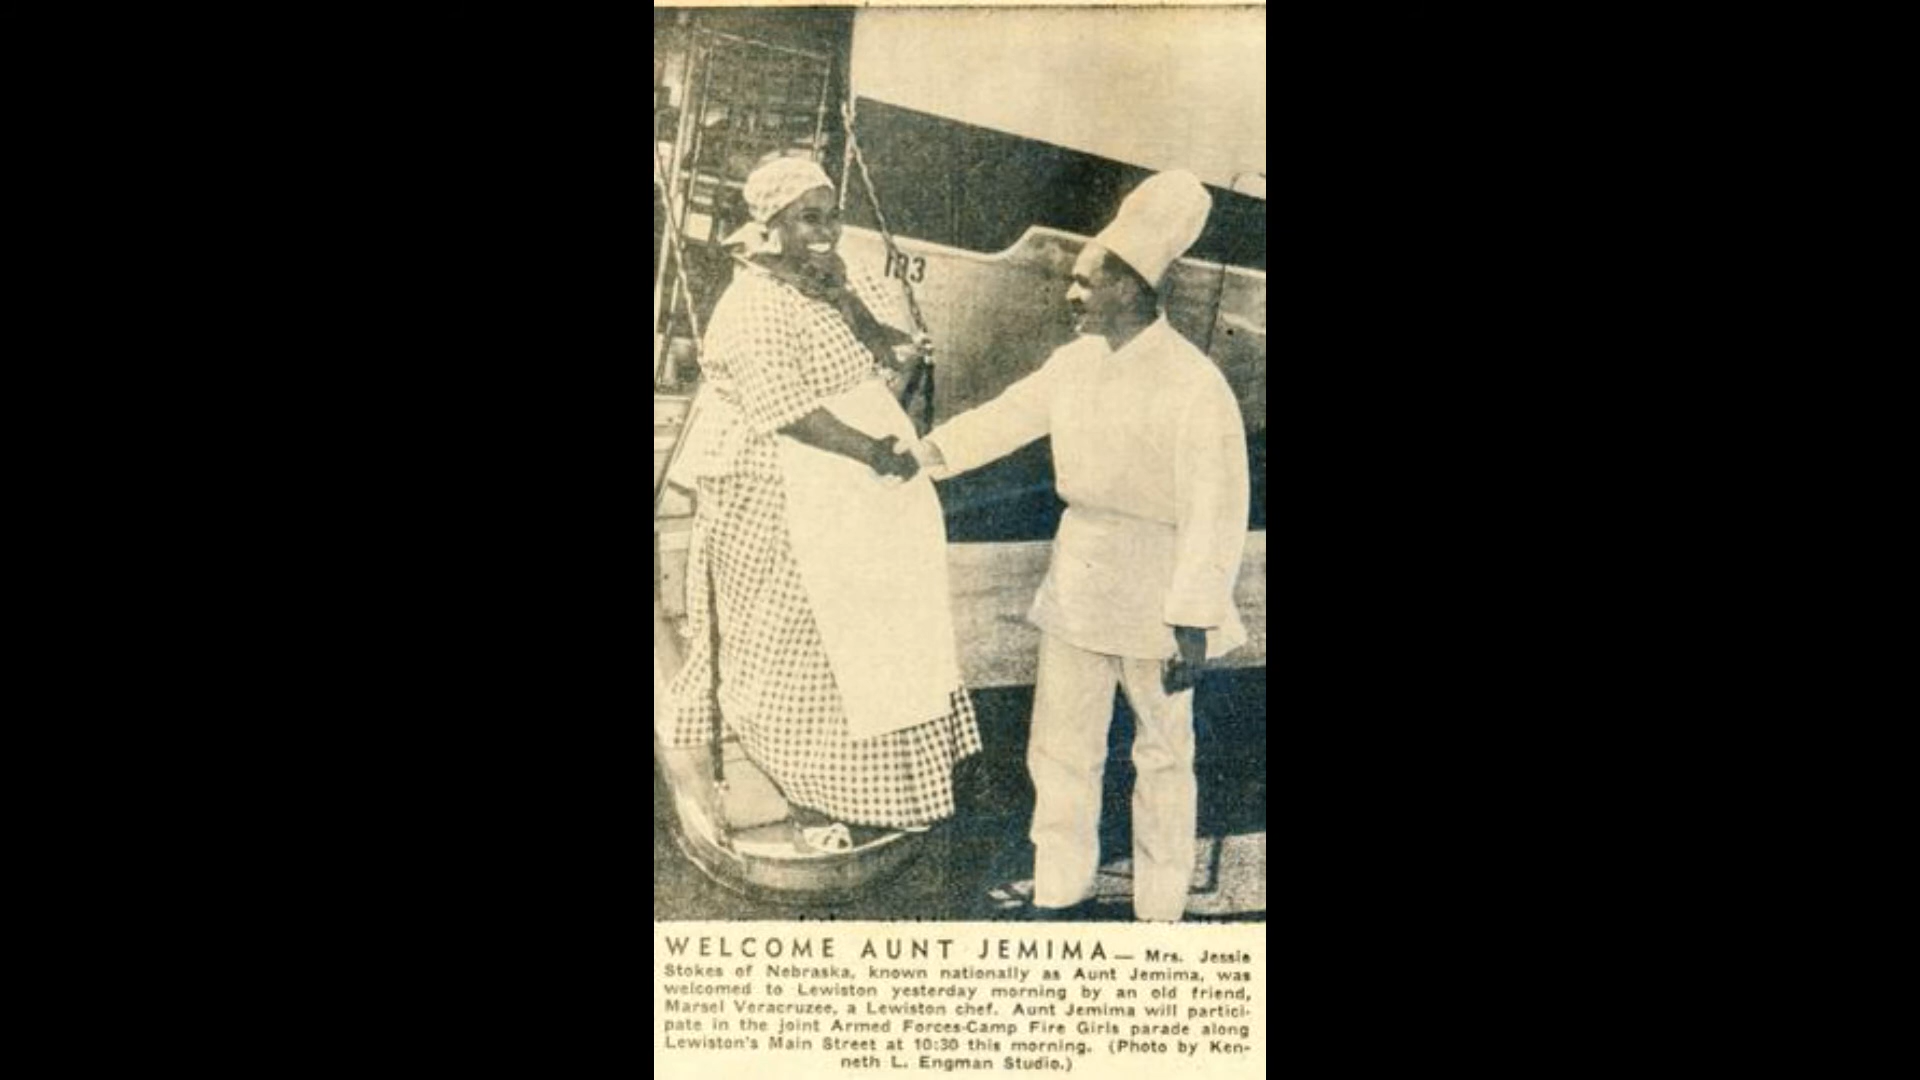 193
WELCOME AUNT JEMIMA— Mrs. Jessie
Stokes of Nebraska, known nationally as Aunt Jemima, was
welcomed to Lewiston yesterday morning by an old friend,
Marsel Veracruzee, a Lewiston chef. Aunt Jemima will partici-
pate in the joint Armed Forces-Camp Fire Girls parade along
Lewiston's Main Street at 10:30 this morning. (Photo by Ken-
neth L. Engman Studio.)